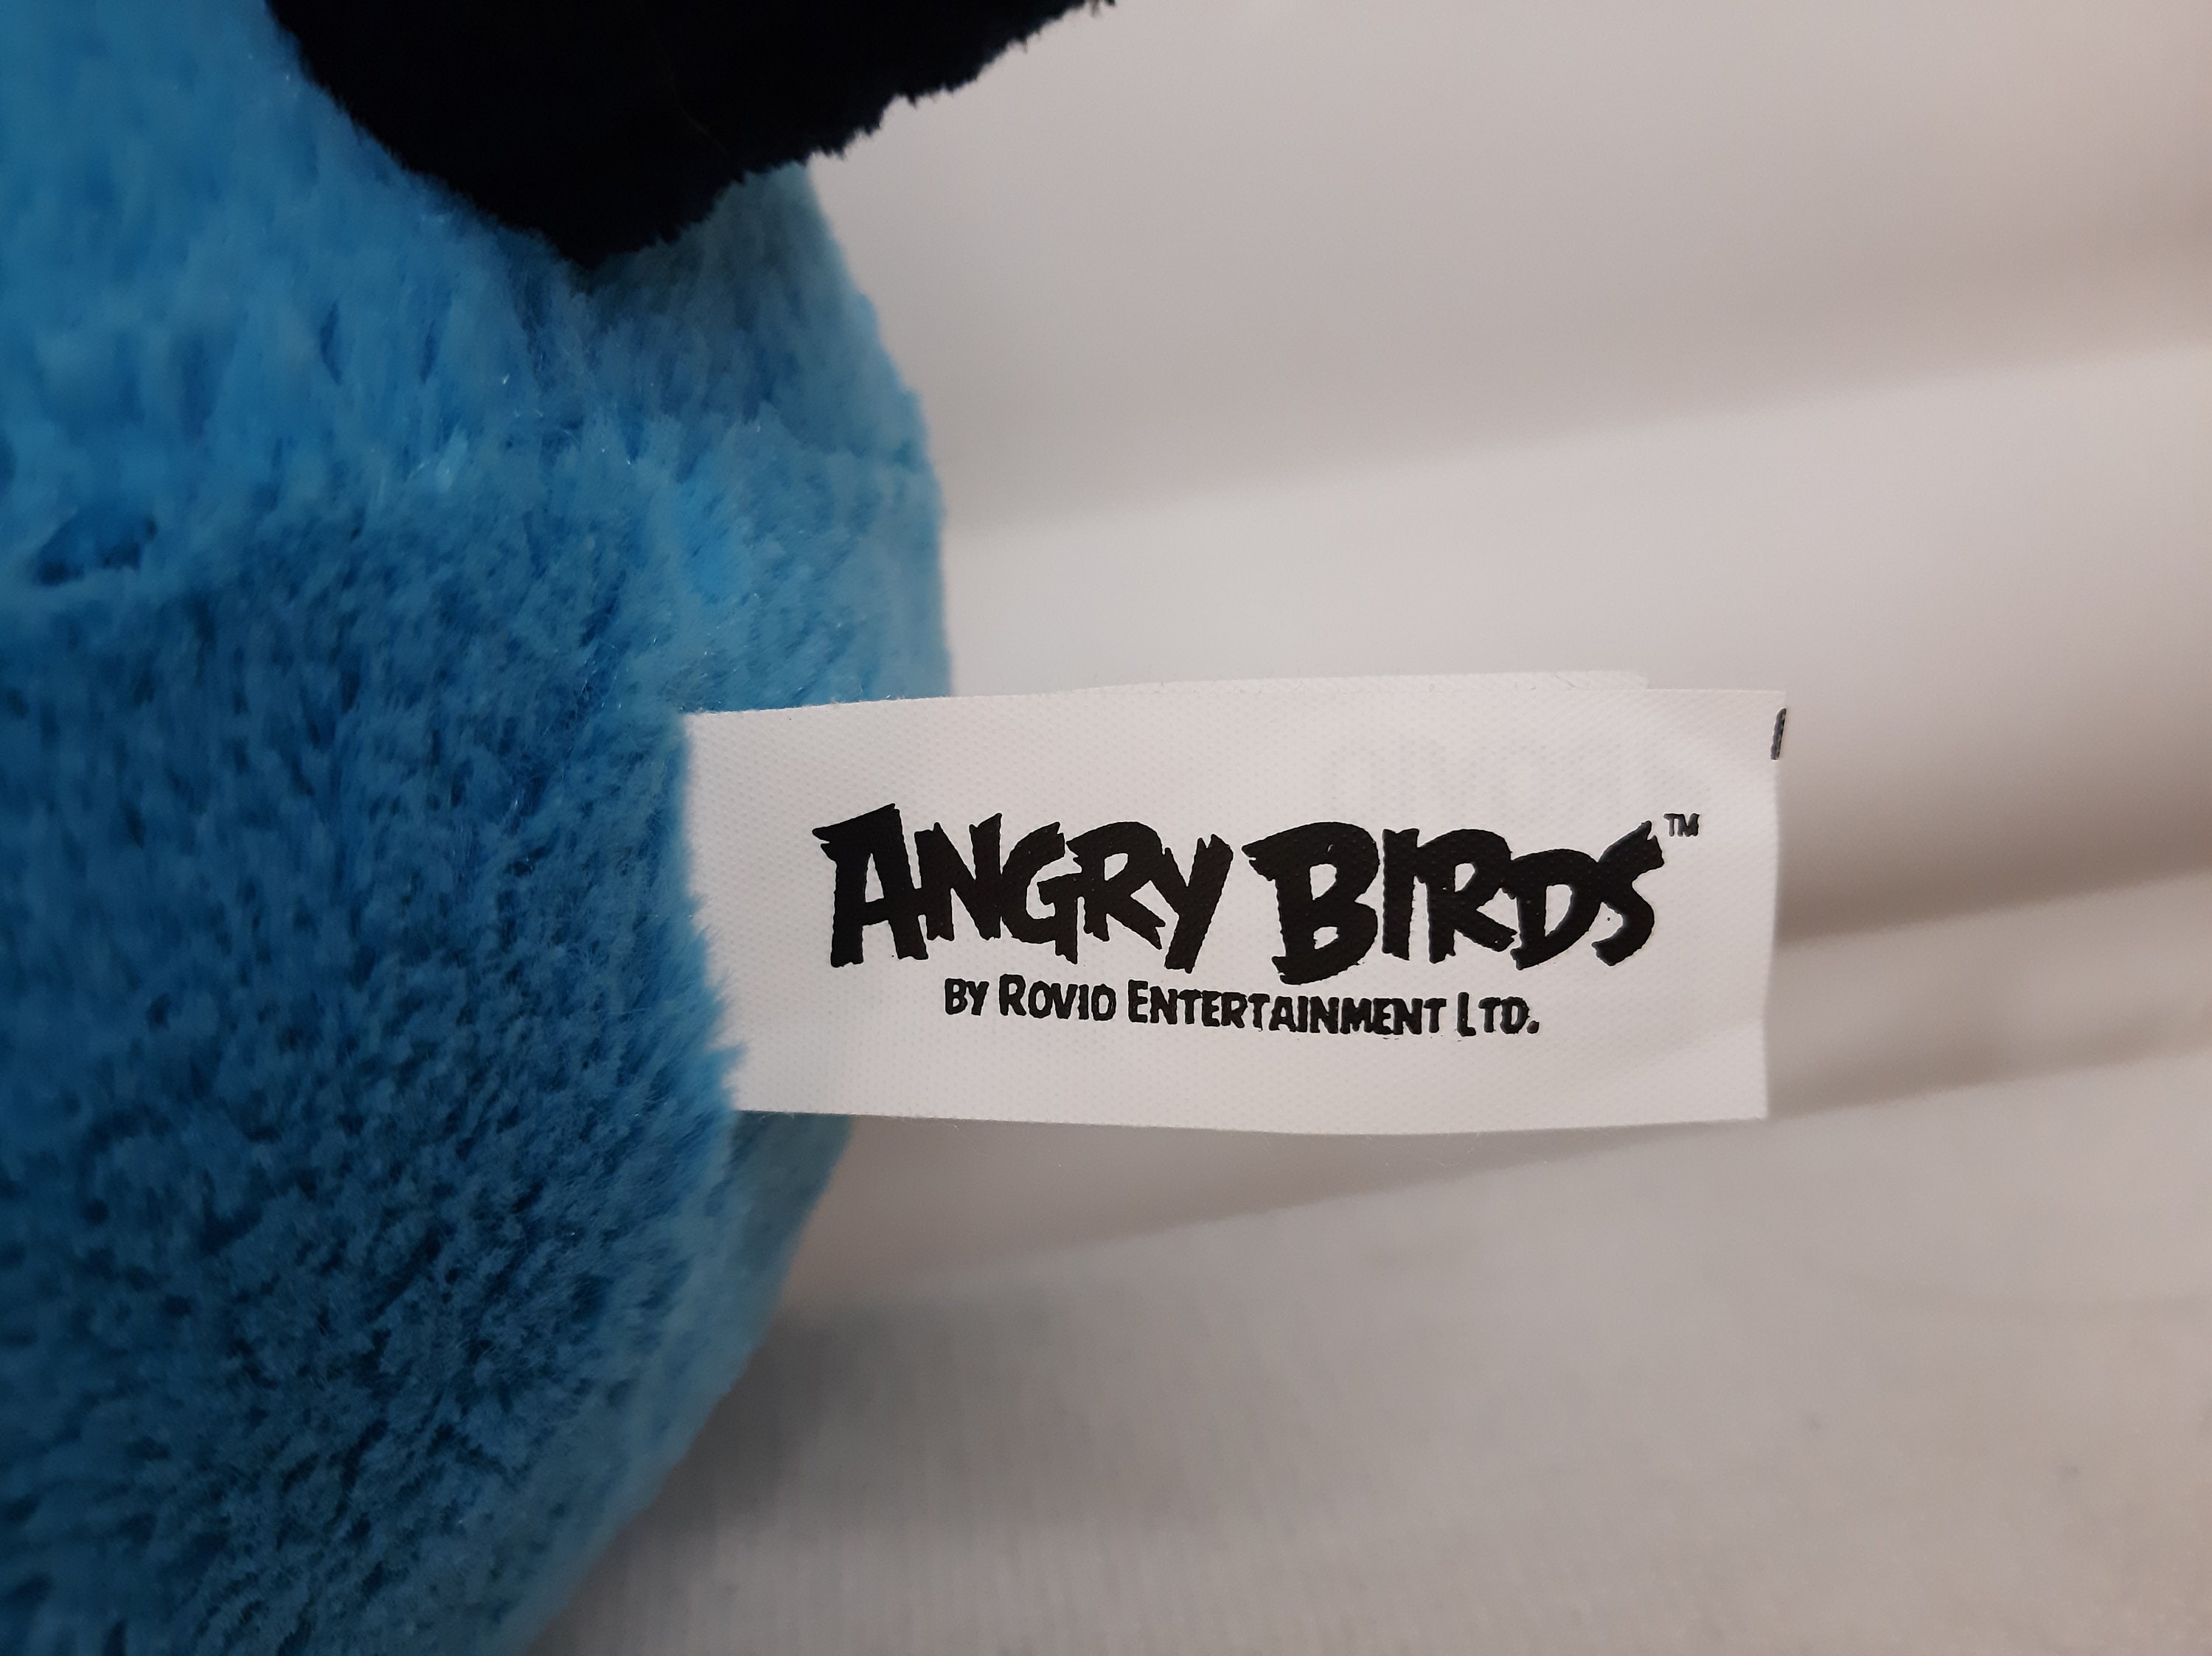 ANGRY BIRDS™
BY ROVIO ENTERTAINMENT LTD.